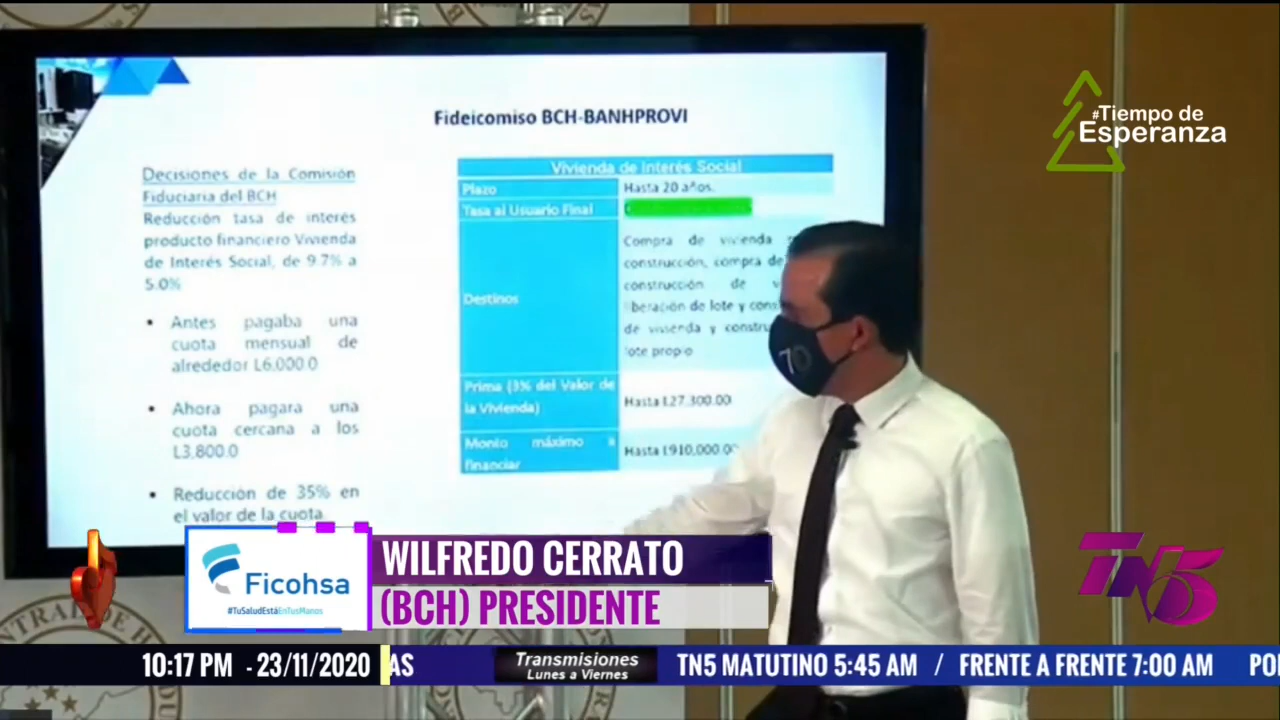 Fideicomiso BCH-BANHPROVI
#Tiempo de
Esperanza
Decisiones de la Comisión
Fiduciaria del BCH
Reducción tasa de interés
producto financiero Vivienda
de Interés Social, de 9.7% a
5.0%
• Antes pagaba una
cuota mensual de
alrededor L6,000.0
• Ahora pagara una
cuota cercana a los
L3,800.0
• Reducción de 35% en
el valor de la cuota.
Vivienda de Interés Social
Plazo Hasta 20 años.
Tasa al Usuario Final
Destinos
Compra de vienda
construcción, compra de
construcción de
liberación de lote y cons
de vivienda y constru
lote propio
Prima (3% del Valor de
la Vivienda)
Hasta L27,300.00
Monto máximo a
financiar
Hasta L910,000.00
70
Ficohsa
#TuSaludEstáEnTusManos
WILFREDO CERRATO
(BCH) PRESIDENTE
TN5
10:17 PM - 23/11/2020
AS
Transmisiones
Lunes a Viernes
TN5 MATUTINO 5:45 AM / FRENTE A FRENTE 7:00 AM